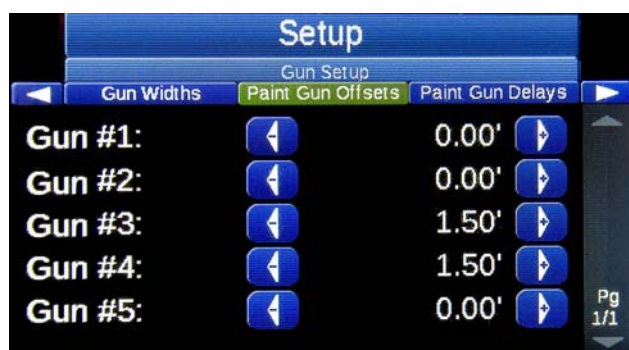 Setup
Gun Setup
Gun Widths Paint Gun Offsets Paint Gun Delays
Gun #1: - 0.00' +
Gun #2: - 0.00' +
Gun #3: - 1.50' +
Gun #4: - 1.50' +
Gun #5: - 0.00' +
Pg
1/1